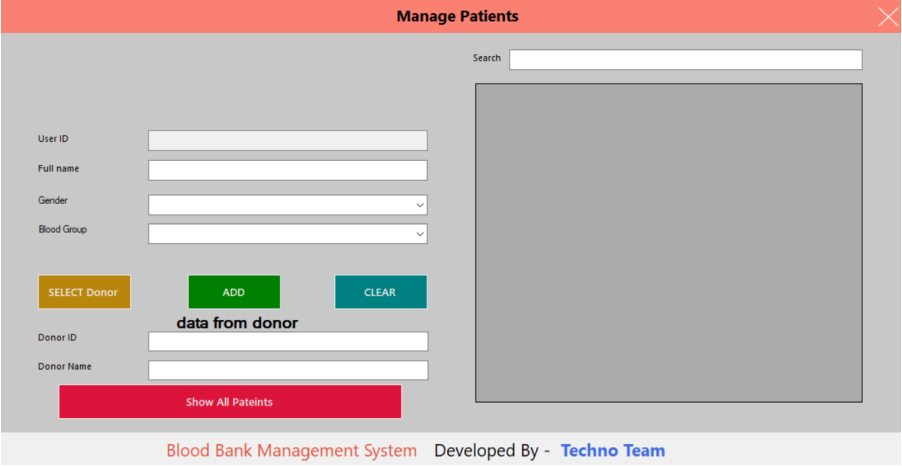 Manage Patients
Search
User ID
Full name
Gender
Blood Group
SELECT Donor ADD CLEAR
data from donor
Donor ID
Donor Name
Show All Pateints
Blood Bank Management System Developed By - Techno Team